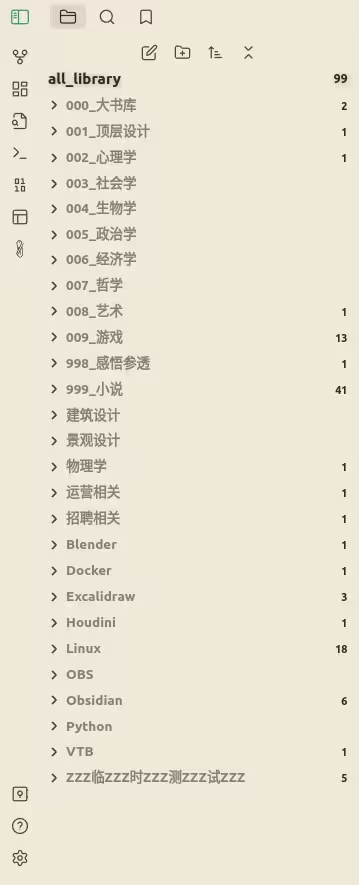 all_library 99
000_大书库 2
001_顶层设计 1
002_心理学 1
003_社会学
004_生物学
005_政治学
006_经济学
007_哲学
008_艺术 1
009_游戏 13
998_感悟参透 1
999_小说 41
建筑设计
景观设计
物理学 1
运营相关 1
招聘相关 1
Blender 1
Docker 1
Excalidraw 3
Houdini 1
Linux 18
OBS
Obsidian 6
Python
VTB 1
ZZZ临ZZZ时ZZZ测ZZZ试ZZZ 5